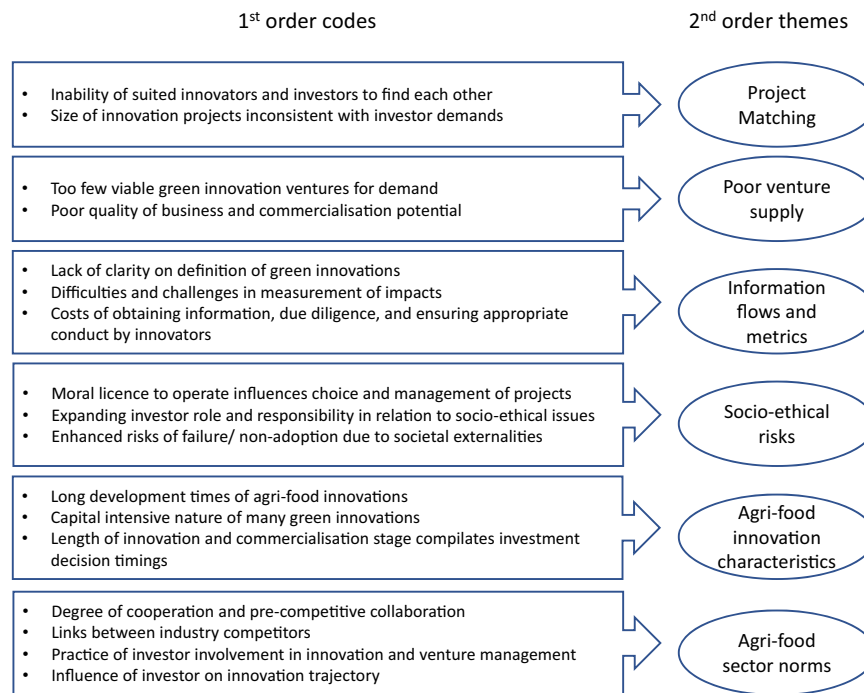 1st order codes
2nd order themes
• Inability of suited innovators and investors to find each other
• Size of innovation projects inconsistent with investor demands
Project
Matching
• Too few viable green innovation ventures for demand
• Poor quality of business and commercialisation potential
Poor venture
supply
• Lack of clarity on definition of green innovations
• Difficulties and challenges in measurement of impacts
• Costs of obtaining information, due diligence, and ensuring appropriate
conduct by innovators
Information
flows and
metrics
• Moral licence to operate influences choice and management of projects
• Expanding investor role and responsibility in relation to socio-ethical issues
• Enhanced risks of failure/ non-adoption due to societal externalities
Socio-ethical
risks
• Long development times of agri-food innovations
• Capital intensive nature of many green innovations
• Length of innovation and commercialisation stage compilates investment
decision timings
Agri-food
innovation
characteristics
• Degree of cooperation and pre-competitive collaboration
• Links between industry competitors
• Practice of investor involvement in innovation and venture management
• Influence of investor on innovation trajectory
Agri-food
sector norms